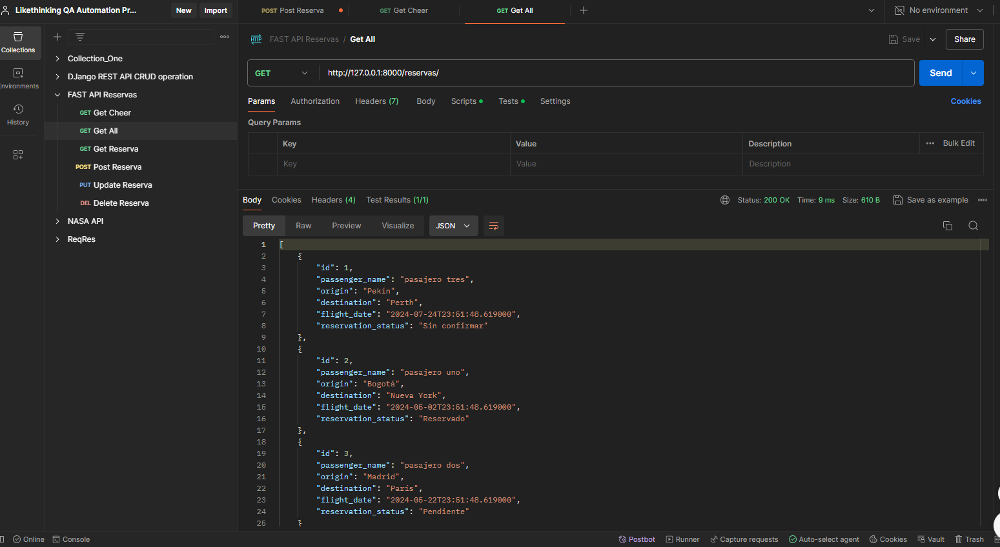 Likethinking QA Automation Pr...
New
Import
POST Post Reserva
GET Get Cheer
GET Get All
No environment
Collections
Environments
History
Collection_One
DJango REST API CRUD operation
FAST API Reservas
GET Get Cheer
GET Get All
GET Get Reserva
POST Post Reserva
PUT Update Reserva
DEL Delete Reserva
NASA API
ReqRes
HTTP FAST API Reservas / Get All
Save
Share
GET
http://127.0.0.1:8000/reservas/
Send
Params Authorization Headers (7) Body Scripts Tests Settings
Cookies
Query Params
Key Value Description ••• Bulk Edit
Key Value Description
Body Cookies Headers (4) Test Results (1/1)
Status: 200 OK Time: 9 ms Size: 610 B
Save as example
Pretty Raw Preview Visualize JSON
1 [
2 {
3 "id": 1,
4 "passenger_name": "pasajero tres",
5 "origin": "Pekín",
6 "destination": "Perth",
7 "flight_date": "2024-07-24T23:51:48.619000",
8 "reservation_status": "Sin confirmar"
9 },
10 {
11 "id": 2,
12 "passenger_name": "pasajero uno",
13 "origin": "Bogotá",
14 "destination": "Nueva York",
15 "flight_date": "2024-05-02T23:51:48.619000",
16 "reservation_status": "Reservado"
17 },
18 {
19 "id": 3,
20 "passenger_name": "pasajero dos",
21 "origin": "Madrid",
22 "destination": "París",
23 "flight_date": "2024-05-22T23:51:48.619000",
24 "reservation_status": "Pendiente"
25 }
Online Console
Postbot Runner Capture requests Auto-select agent Cookies Vault Trash